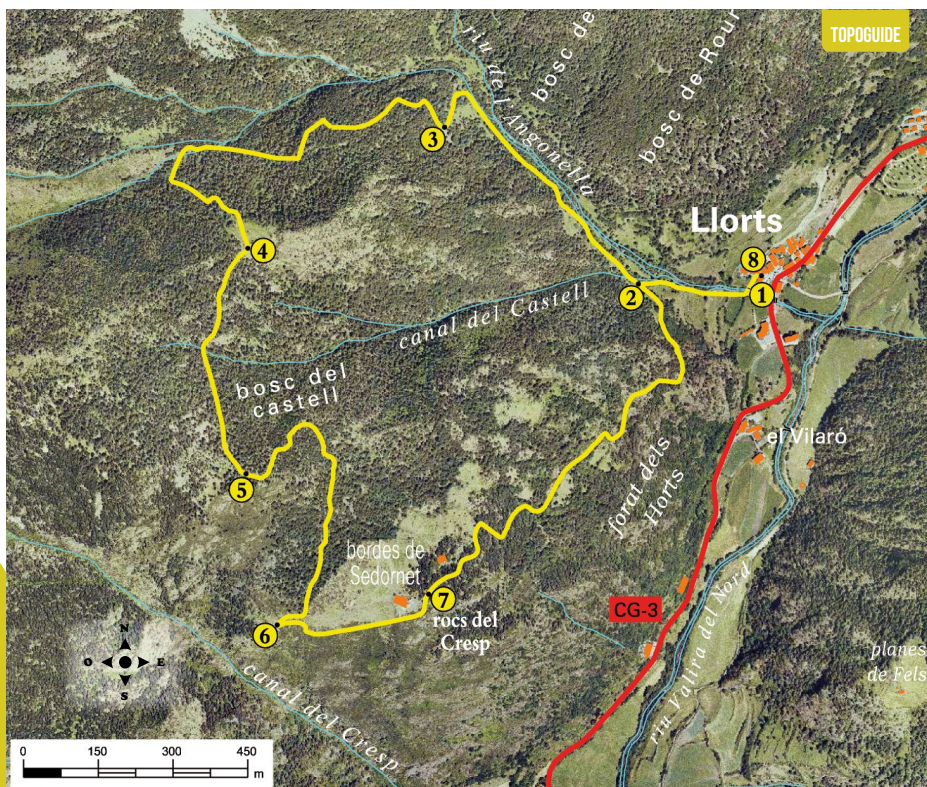 TOPOGUIDE
riu de l'Angonella
bosc de
bosc de Rour
3
Llorts
4
8
2
1
canal del Castell
bosc del
castell
el Vilaró
5
forat dels
Horts
bordes de
Sedornet
7
CG-3
rocs del
Cresp
6
riu Valira del Nord
planes
de Fels
canal del Cresp
N
O
E
S
0
150
300
450
m